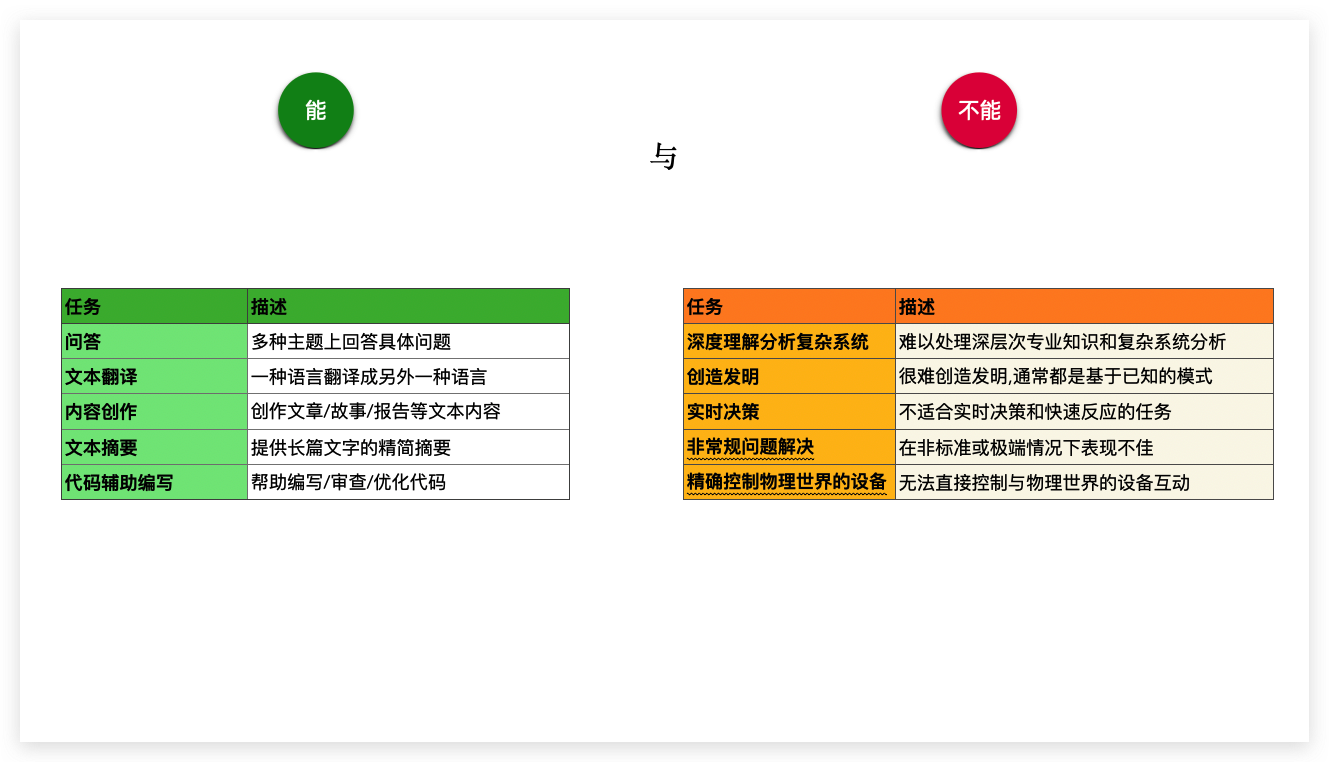 能
不能
与
任务 描述
问答 多种主题上回答具体问题
文本翻译 一种语言翻译成另外一种语言
内容创作 创作文章/故事/报告等文本内容
文本摘要 提供长篇文字的精简摘要
代码辅助编写 帮助编写/审查/优化代码
任务 描述
深度理解分析复杂系统 难以处理深层次专业知识和复杂系统分析
创造发明 很难创造发明,通常都是基于已知的模式
实时决策 不适合实时决策和快速反应的任务
非常规问题解决 在非标准或极端情况下表现不佳
精确控制物理世界的设备 无法直接控制与物理世界的设备互动